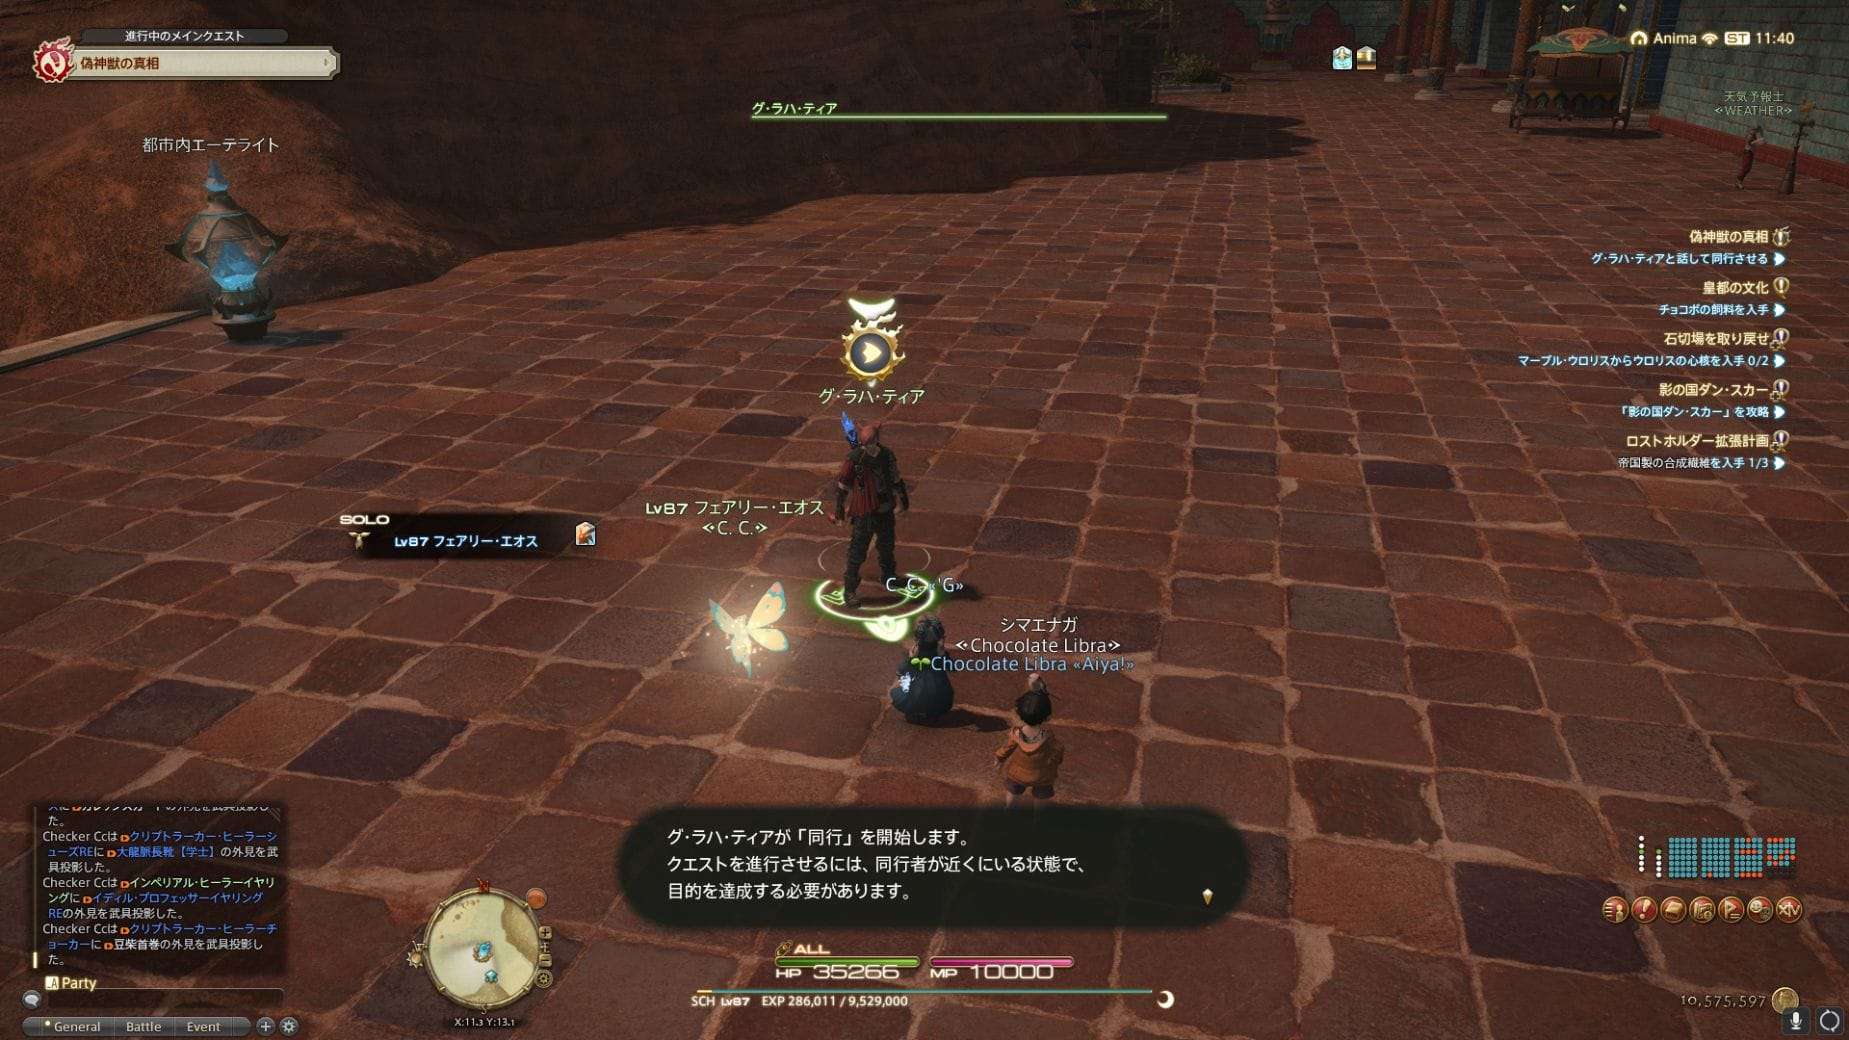 進行中のメインクエスト
偽神獣の真相
グ・ラハ・ティア
Anima ST 11:40
天気予報士
<WEATHER>
都市内エーテライト
偽神獣の真相
グ・ラハ・ティアと話して同行させる
皇都の文化
チョコボの飼料を入手
石切場を取り戻せ
マーブル・ウロリスからウロリスの心核を入手 0/2
影の国ダン・スカー
「影の国ダン・スカー」を攻略
ロストホルダー拡張計画
帝国製の合成繊維を入手 1/3
グ・ラハ・ティア
Lv87 フェアリー・エオス
<C. C.>
SOLO
Lv87 フェアリー・エオス
C. C. «'G»
シマエナガ
<Chocolate Libra>
Chocolate Libra «Aiya!»
た。
Checker Ccはクリプトラーカー・ヒーラーシ
ューズREに大龍脈長靴【学士】の外見を武
具投影した。
Checker Ccはインペリアル・ヒーラーイヤリ
ングにイディル・プロフェッサーイヤリング
REの外見を武具投影した。
Checker Ccはクリプトラーカー・ヒーラーチ
ョーカーに豆柴首巻の外見を武具投影し
た。
Party
General Battle Event
グ・ラハ・ティアが「同行」を開始します。
クエストを進行させるには、同行者が近くにいる状態で、
目的を達成する必要があります。
X:11.3 Y:13.1
ALL
HP 35266 MP 10000
SCH Lv87 EXP 286,011 / 9,529,000
XIV
10,575,597